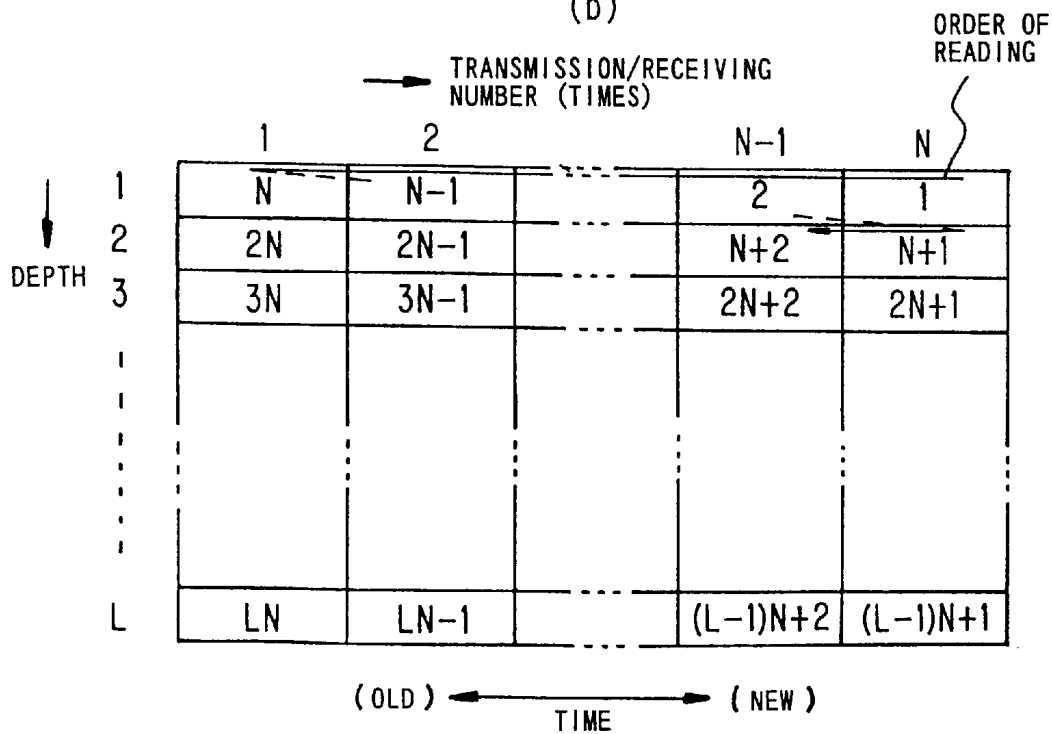 (D)
ORDER OF
READING
TRANSMISSION/RECEIVING
NUMBER (TIMES)
1 2 N-1 N
1 N N-1 2 1
2 2N 2N-1 N+2 N+1
DEPTH 3 3N 3N-1 2N+2 2N+1
L LN LN-1 (L-1)N+2 (L-1)N+1
(OLD) (NEW)
TIME